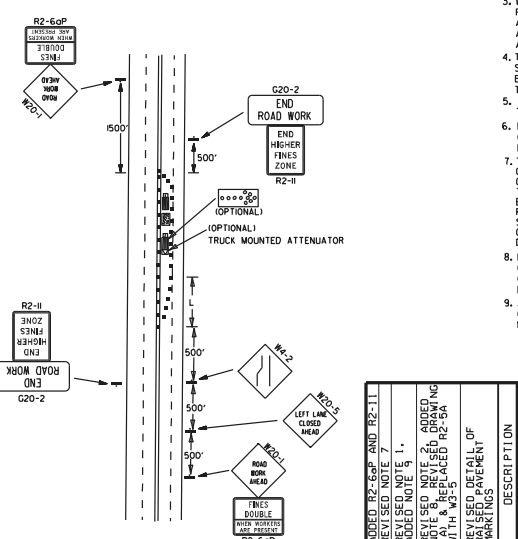 R2-6aP
WHEN WORKERS
ARE PRESENT
FINES
DOUBLE
ROAD
WORK
AHEAD
W20-1
1500'
G20-2
END
ROAD WORK
END
HIGHER
FINES
ZONE
R2-11
500'
(OPTIONAL)
(OPTIONAL)
TRUCK MOUNTED ATTENUATOR
L
R2-11
END
HIGHER
FINES
ZONE
END
ROAD WORK
G20-2
500'
W4-2
500'
W20-5
LEFT LANE
CLOSED
AHEAD
500'
W20-1
ROAD
WORK
AHEAD
FINES
DOUBLE
WHEN WORKERS
ARE PRESENT
3.
4.
5.
6.
7.
8.
9.
ADDED R2-6aP AND R2-11
REVISED NOTE 7
REVISED NOTE 1,
ADDED NOTE 9
REVISED NOTE 2, ADDED
NOTE 8, REVISED DRAWING
(A) & REPLACED R2-5A
WITH W3-5
REVISED DETAIL OF
RAISED PAVEMENT
MARKINGS
DESCRIPTION